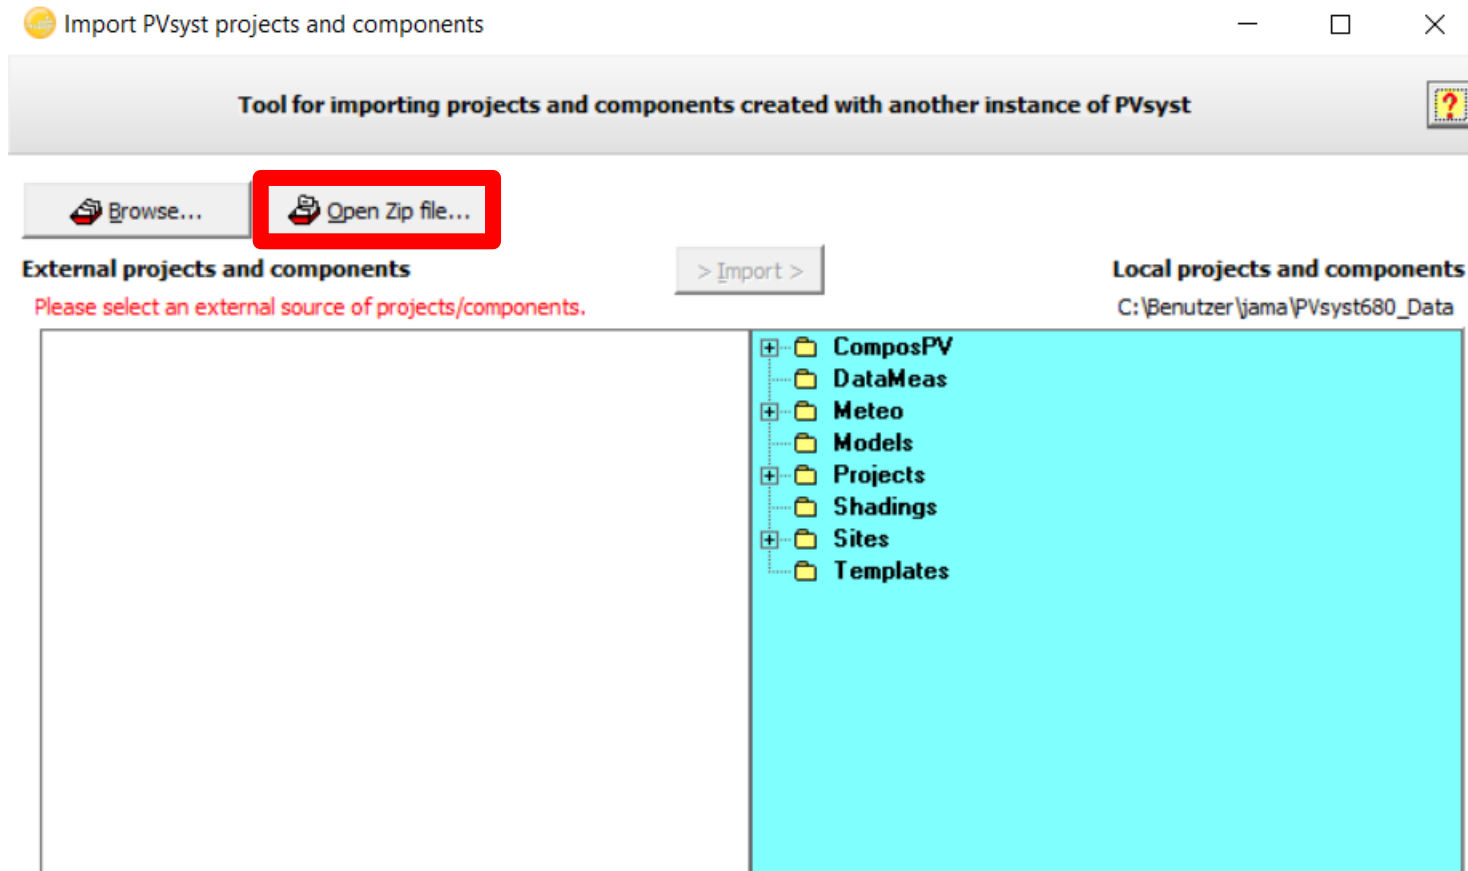 Import PVsyst projects and components
Tool for importing projects and components created with another instance of PVsyst
?
Browse...
Open Zip file...
External projects and components
> Import >
Local projects and components
Please select an external source of projects/components.
C:\Benutzer\jama\PVsyst680_Data
ComposPV
DataMeas
Meteo
Models
Projects
Shadings
Sites
Templates